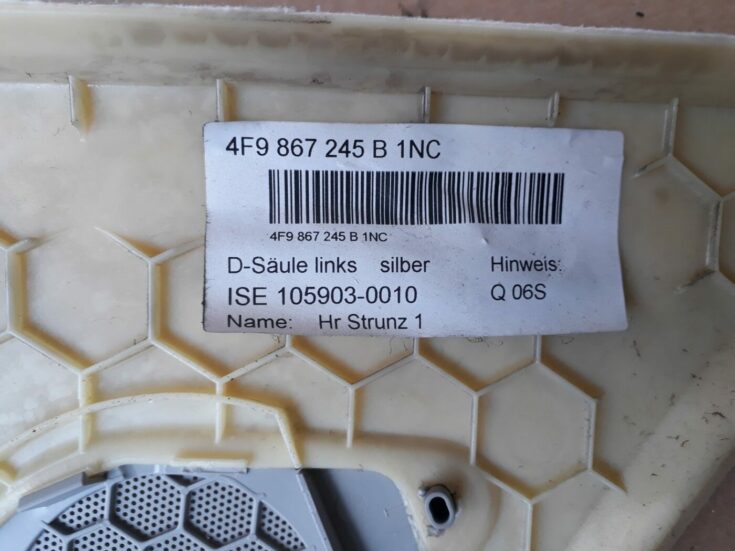 4F9 867 245 B 1NC
4F9 867 245 B 1NC
D-Säule links silber Hinweis:
ISE 105903-0010 Q 06S
Name: Hr Strunz 1